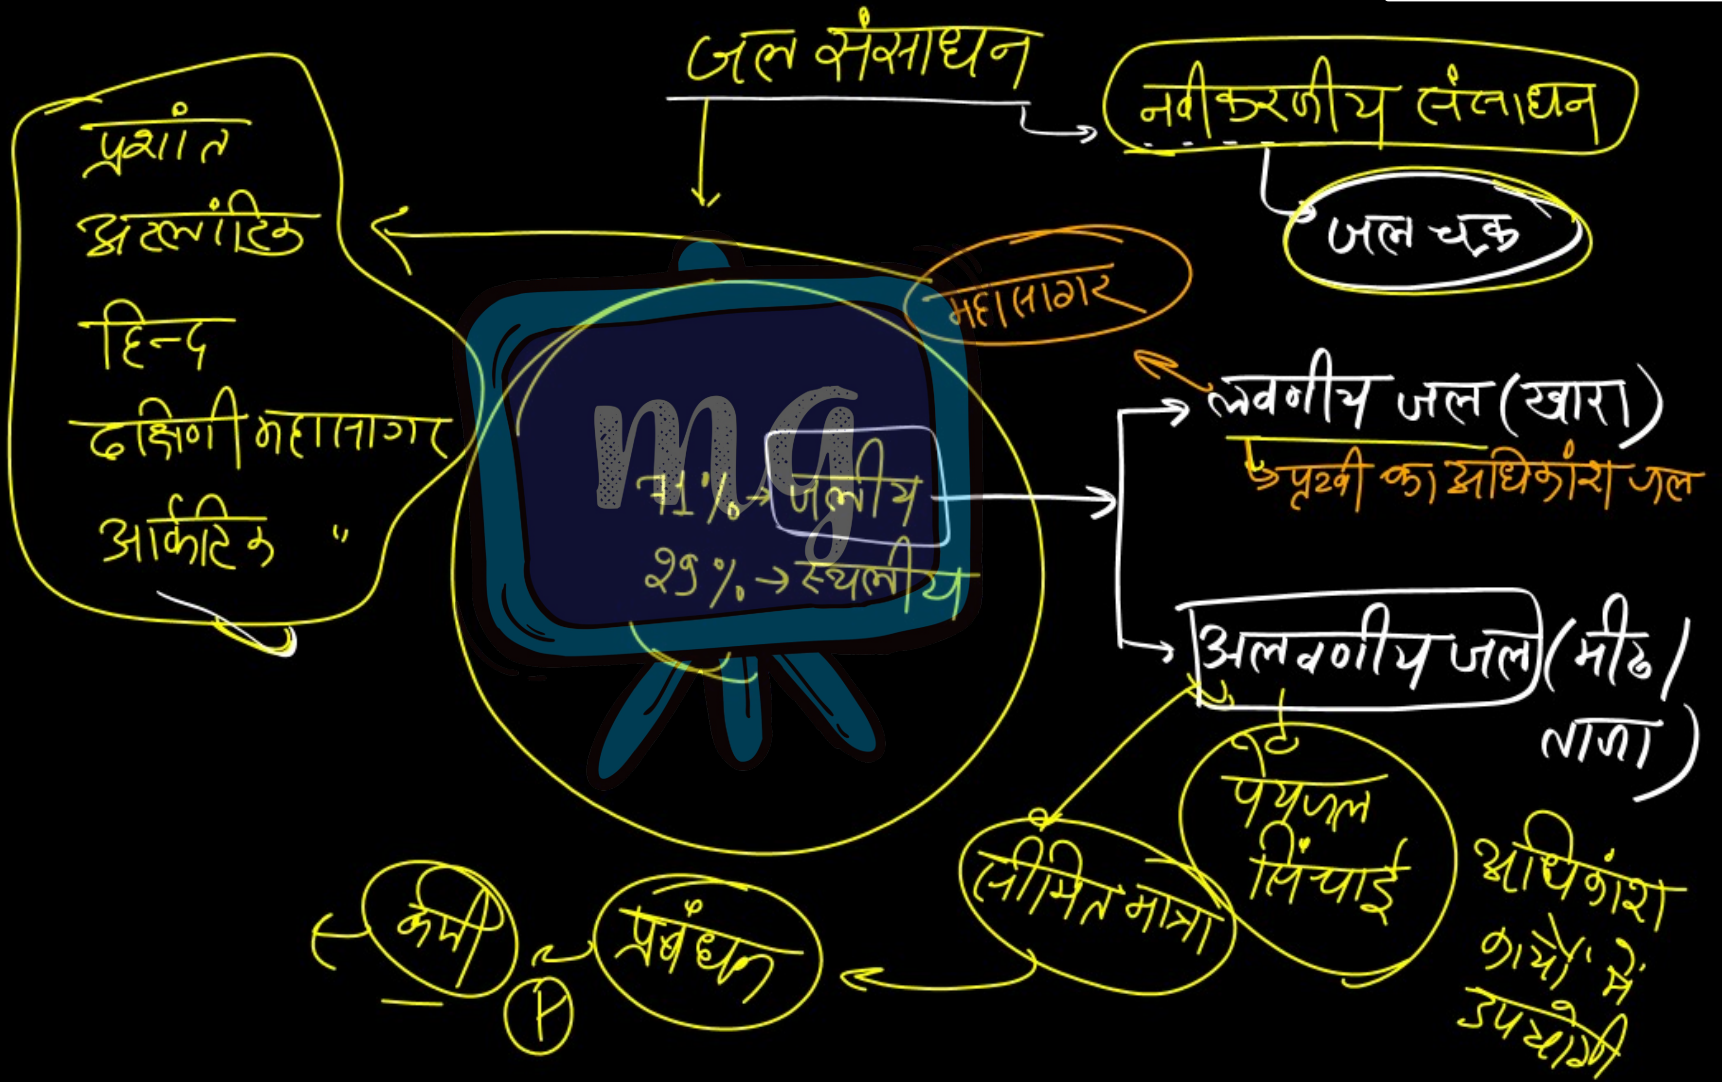 जल संसाधन
नवीकरणीय संसाधन
जल चक्र
प्रशांत
अटलांटिक
हिन्द
दक्षिणी महासागर
आर्कटिक "
महासागर
mg
71% → जलीय
29% → स्थलीय
लवणीय जल (खारा)
पृथ्वी का अधिकांश जल
अलवणीय जल (मीठा/
ताजा)
पेयजल
सिंचाई
अधिकांश
कार्यों में
उपयोगी
सीमित मात्रा
प्रबंधन
कमी